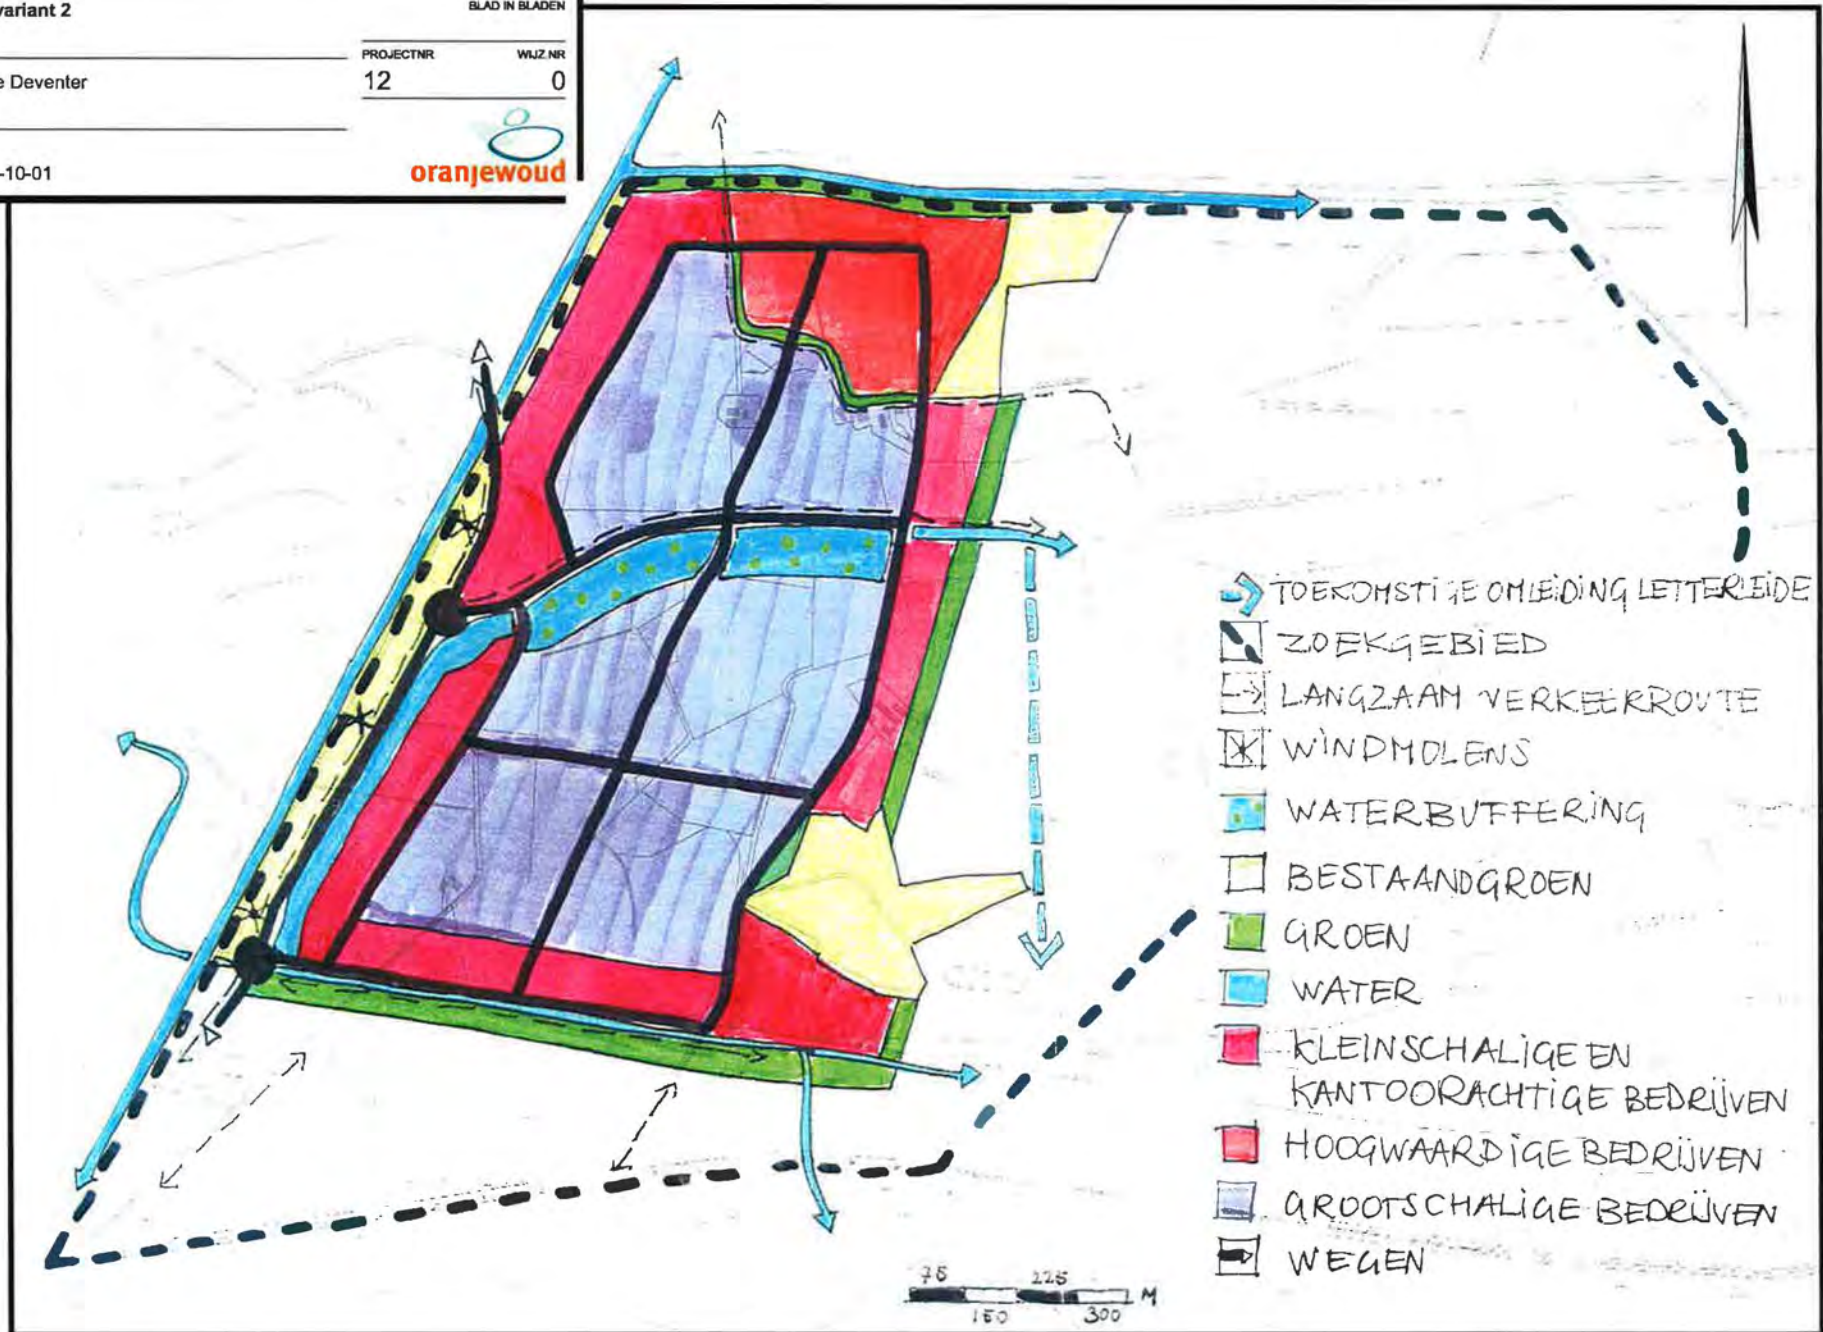 variant 2
BLAD IN BLADEN
PROJECTNR WIJZ.NR
e Deventer 12 0
-10-01
oranjewoud
TOEKOMSTIGE OMLEIDING LETTERLEIDE
ZOEKGEBIED
LANGZAAM VERKEERROUTE
WINDMOLENS
WATERBUFFERING
BESTAANDGROEN
GROEN
WATER
KLEINSCHALIGE EN
KANTOORACHTIGE BEDRIJVEN
HOOGWAARDIGE BEDRIJVEN
GROOTSCHALIGE BEDRIJVEN
WEGEN
75 225 M
150 300